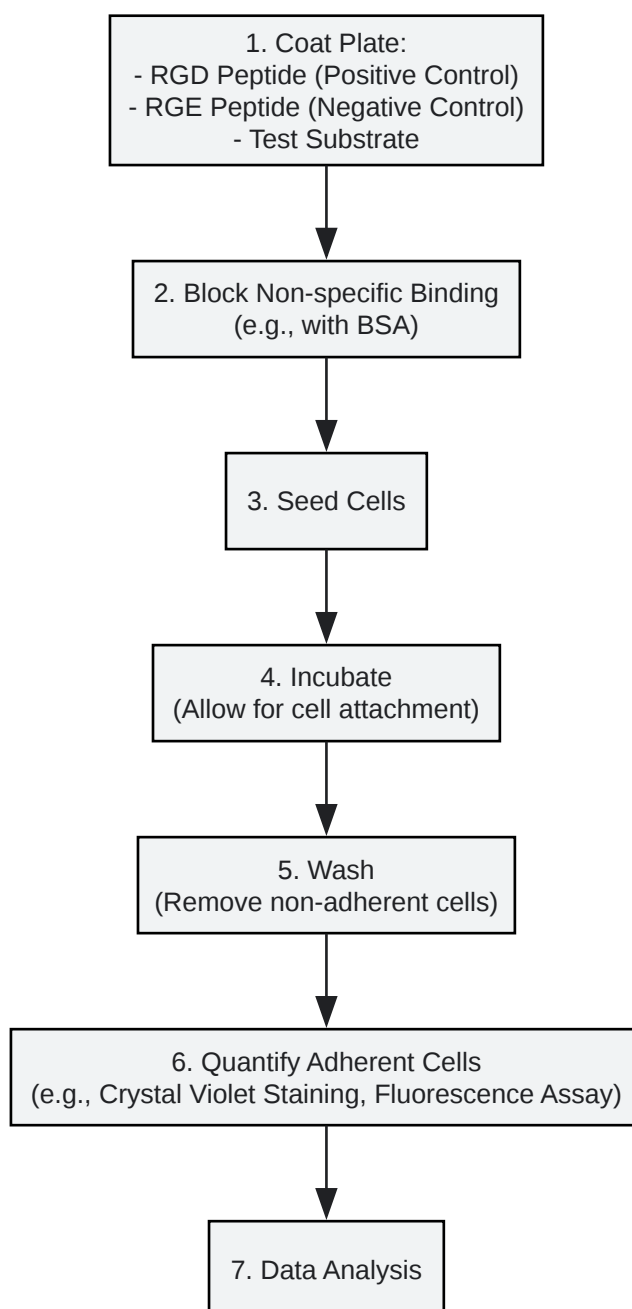 1. Coat Plate:
- RGD Peptide (Positive Control)
- RGE Peptide (Negative Control)
- Test Substrate
2. Block Non-specific Binding
(e.g., with BSA)
3. Seed Cells
4. Incubate
(Allow for cell attachment)
5. Wash
(Remove non-adherent cells)
6. Quantify Adherent Cells
(e.g., Crystal Violet Staining, Fluorescence Assay)
7. Data Analysis